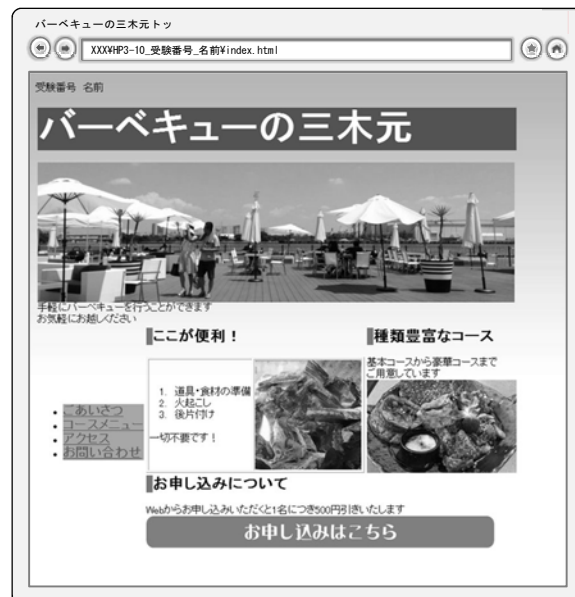 バーベキューの三木元トッ
XXX¥HP3-10_受験番号_名前¥index.html
受験番号 名前
バーベキューの三木元
手軽にバーベキューを行うことができます
お気軽にお越しください
ここが便利！
1. 道具・食材の準備
2. 火起こし
3. 後片付け
一切不要です！
種類豊富なコース
基本コースから豪華コースまで
ご用意しています
ごあいさつ
コースメニュー
アクセス
お問い合わせ
お申し込みについて
Webからお申し込みいただくと1名につき500円引きいたします
お申し込みはこちら